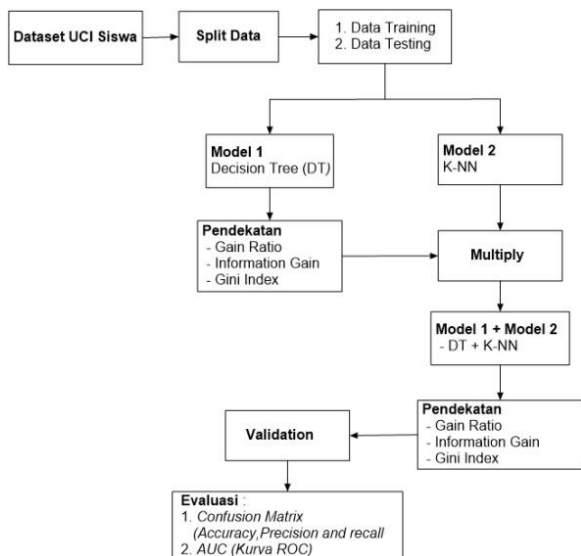 Dataset UCI Siswa
Split Data
1. Data Training
2. Data Testing
Model 1
Decision Tree (DT)
Model 2
K-NN
Pendekatan
- Gain Ratio
- Information Gain
- Gini Index
Multiply
Model 1 + Model 2
- DT + K-NN
Pendekatan
- Gain Ratio
- Information Gain
- Gini Index
Validation
Evaluasi :
1. Confusion Matrix
(Accuracy,Precision and recall
2. AUC (Kurva ROC)